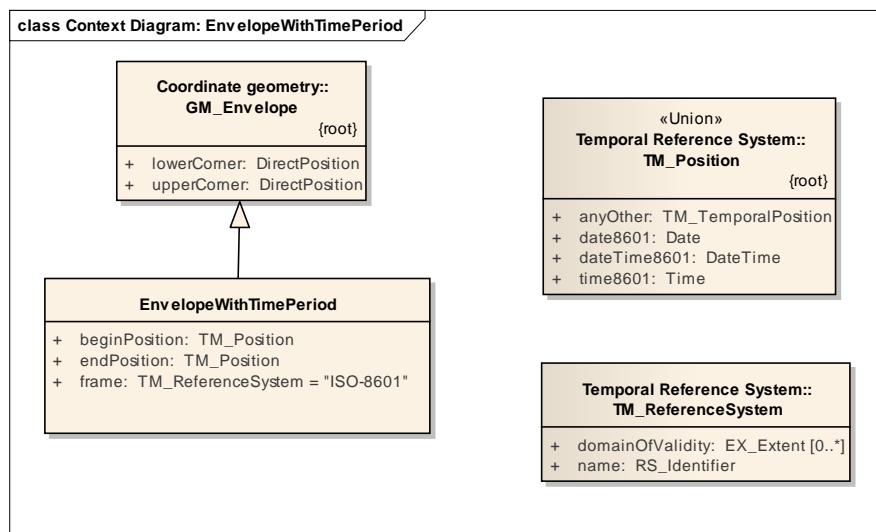 class Context Diagram: EnvelopeWithTimePeriod
Coordinate geometry::
GM_Envelope
{root}
+ lowerCorner: DirectPosition
+ upperCorner: DirectPosition
EnvelopeWithTimePeriod
+ beginPosition: TM_Position
+ endPosition: TM_Position
+ frame: TM_ReferenceSystem = "ISO-8601"
«Union»
Temporal Reference System::
TM_Position
{root}
+ anyOther: TM_TemporalPosition
+ date8601: Date
+ dateTime8601: DateTime
+ time8601: Time
Temporal Reference System::
TM_ReferenceSystem
+ domainOfValidity: EX_Extent [0..*]
+ name: RS_Identifier